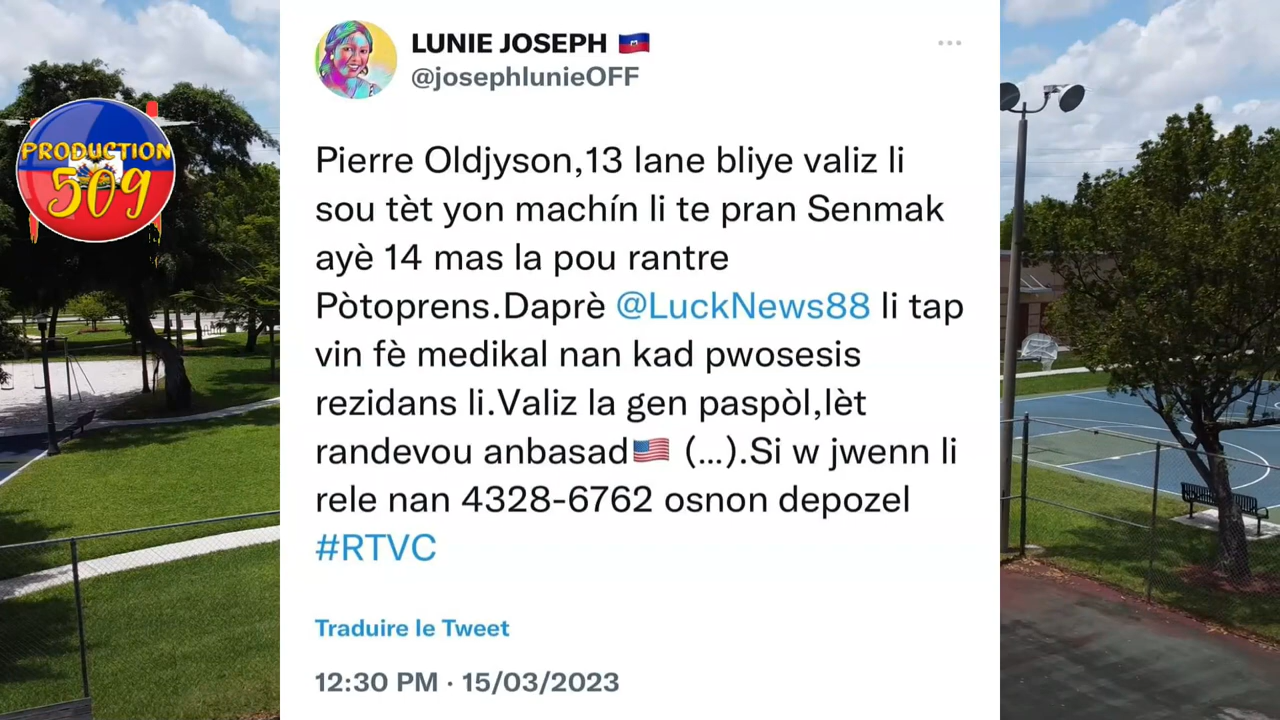 PRODUCTION
509
LUNIE JOSEPH
@josephlunieOFF
Pierre Oldjyson,13 lane bliye valiz li
sou tèt yon machín li te pran Senmak
ayè 14 mas la pou rantre
Pòtoprens.Daprè @LuckNews88 li tap
vin fè medikal nan kad pwosesis
rezidans li.Valiz la gen paspòl,lèt
randevou anbasad🇺🇸 (...).Si w jwenn li
rele nan 4328-6762 osnon depozel
#RTVC
Traduire le Tweet
12:30 PM · 15/03/2023